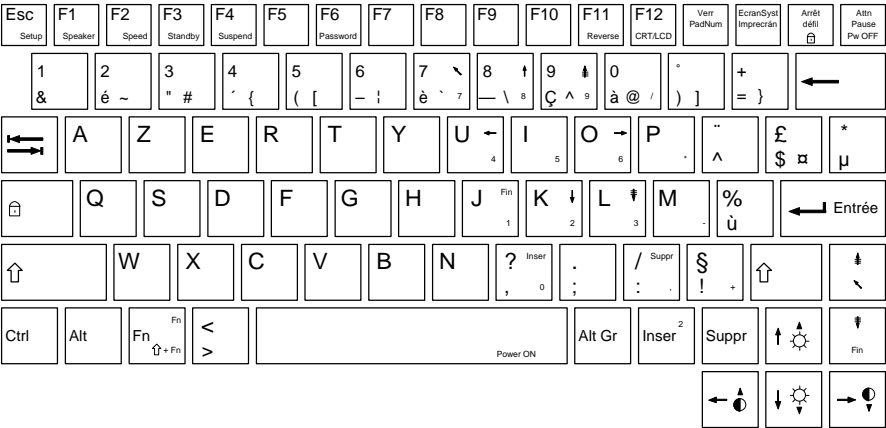 Esc F1 F2 F3 F4 F5 F6 F7 F8 F9 F10 F11 F12 Verr EcranSyst Arrêt Attn
PadNum Imprecrán défil Pause
Setup Speaker Speed Standby Suspend Password Reverse CRT/LCD Pw OFF
1 2 3 4 5 6 7 8 9 0 ° +
& é ~ " # ´ { ( [ – ¦ è ` 7 — \ 8 Ç ^ 9 à @ / ) ] = }
A Z E R T Y U I O P ¨ £ *
4 5 6 * ^ $ ¤ µ
Q S D F G H J Fin K L M % Entrée
1 2 3 - ù
W X C V B N ? Inser . / Suppr §
, 0 ; : . ! +
Ctrl Alt Fn Fn < Alt Gr Inser 2 Suppr
+ Fn > Power ON Fin